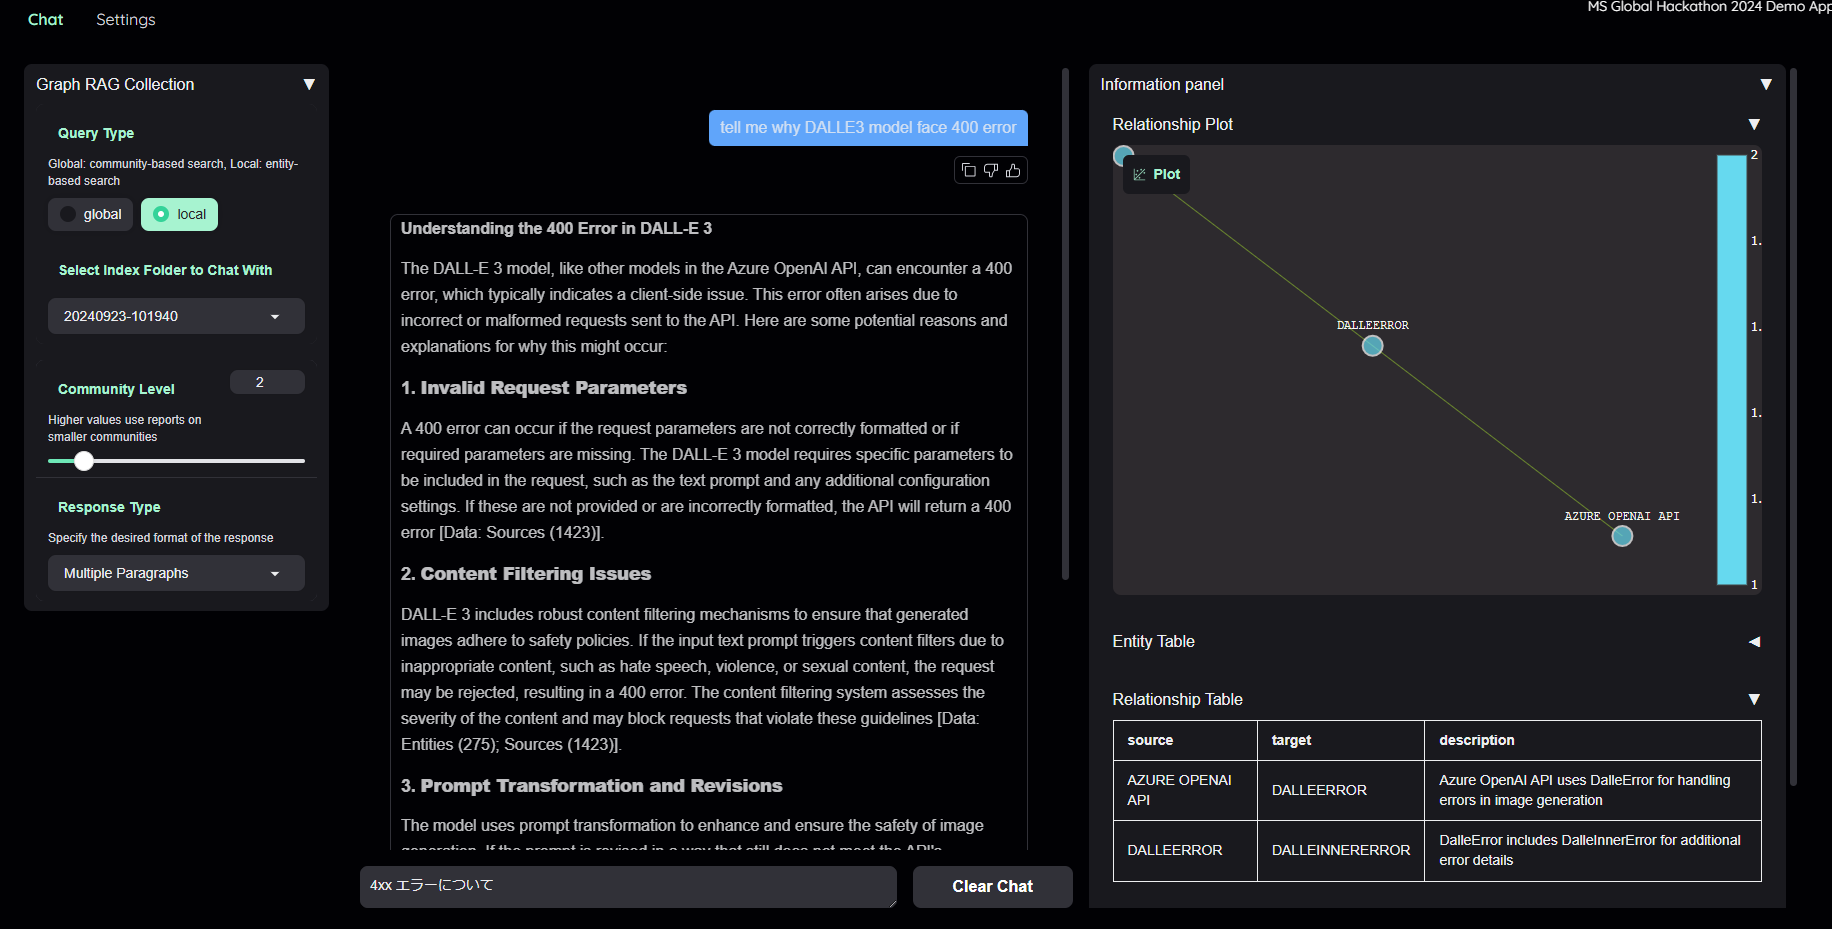 Chat
Settings
MS Global Hackathon 2024 Demo App
Graph RAG Collection
Query Type
Global: community-based search, Local: entity-
based search
global
local
Select Index Folder to Chat With
20240923-101940
Community Level
2
Higher values use reports on
smaller communities
Response Type
Specify the desired format of the response
Multiple Paragraphs
tell me why DALLE3 model face 400 error
Understanding the 400 Error in DALL-E 3
The DALL-E 3 model, like other models in the Azure OpenAI API, can encounter a 400
error, which typically indicates a client-side issue. This error often arises due to
incorrect or malformed requests sent to the API. Here are some potential reasons and
explanations for why this might occur:
1. Invalid Request Parameters
A 400 error can occur if the request parameters are not correctly formatted or if
required parameters are missing. The DALL-E 3 model requires specific parameters to
be included in the request, such as the text prompt and any additional configuration
settings. If these are not provided or are incorrectly formatted, the API will return a 400
error [Data: Sources (1423)].
2. Content Filtering Issues
DALL-E 3 includes robust content filtering mechanisms to ensure that generated
images adhere to safety policies. If the input text prompt triggers content filters due to
inappropriate content, such as hate speech, violence, or sexual content, the request
may be rejected, resulting in a 400 error. The content filtering system assesses the
severity of the content and may block requests that violate these guidelines [Data:
Entities (275); Sources (1423)].
3. Prompt Transformation and Revisions
The model uses prompt transformation to enhance and ensure the safety of image
generation. If the prompt is revised in a way that still does not meet the API's
4xx エラーについて
Clear Chat
Information panel
Relationship Plot
Plot
DALLEERROR
AZURE OPENAI API
2
1.
1.
1.
1.
1
Entity Table
Relationship Table
source
target
description
AZURE OPENAI
API
DALLEERROR
Azure OpenAI API uses DalleError for handling
errors in image generation
DALLEERROR
DALLEINNERERROR
DalleError includes DalleInnerError for additional
error details